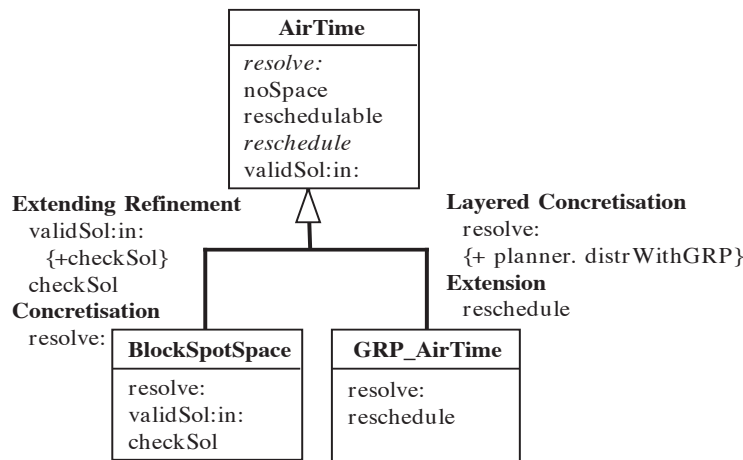 AirTime
resolve:
noSpace
reschedulable
reschedule
validSol:in:
Extending Refinement
validSol:in:
{+checkSol}
checkSol
Concretisation
resolve:
Layered Concretisation
resolve:
{+ planner. distrWithGRP}
Extension
reschedule
BlockSpotSpace
resolve:
validSol:in:
checkSol
GRP_AirTime
resolve:
reschedule